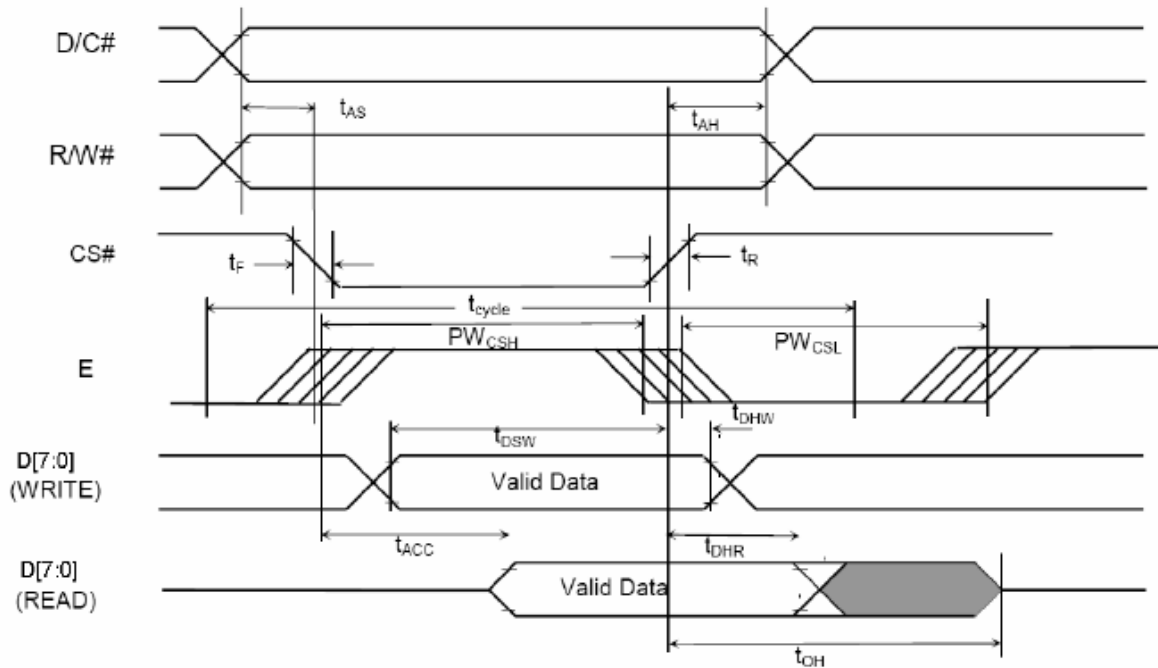 D/C#
tAS
tAH
R/W#
CS#
tF
tR
tcycle
PWCSH
PWCSL
E
tDHW
tDSW
D[7:0]
(WRITE)
Valid Data
tACC
tDHR
D[7:0]
(READ)
Valid Data
tOH